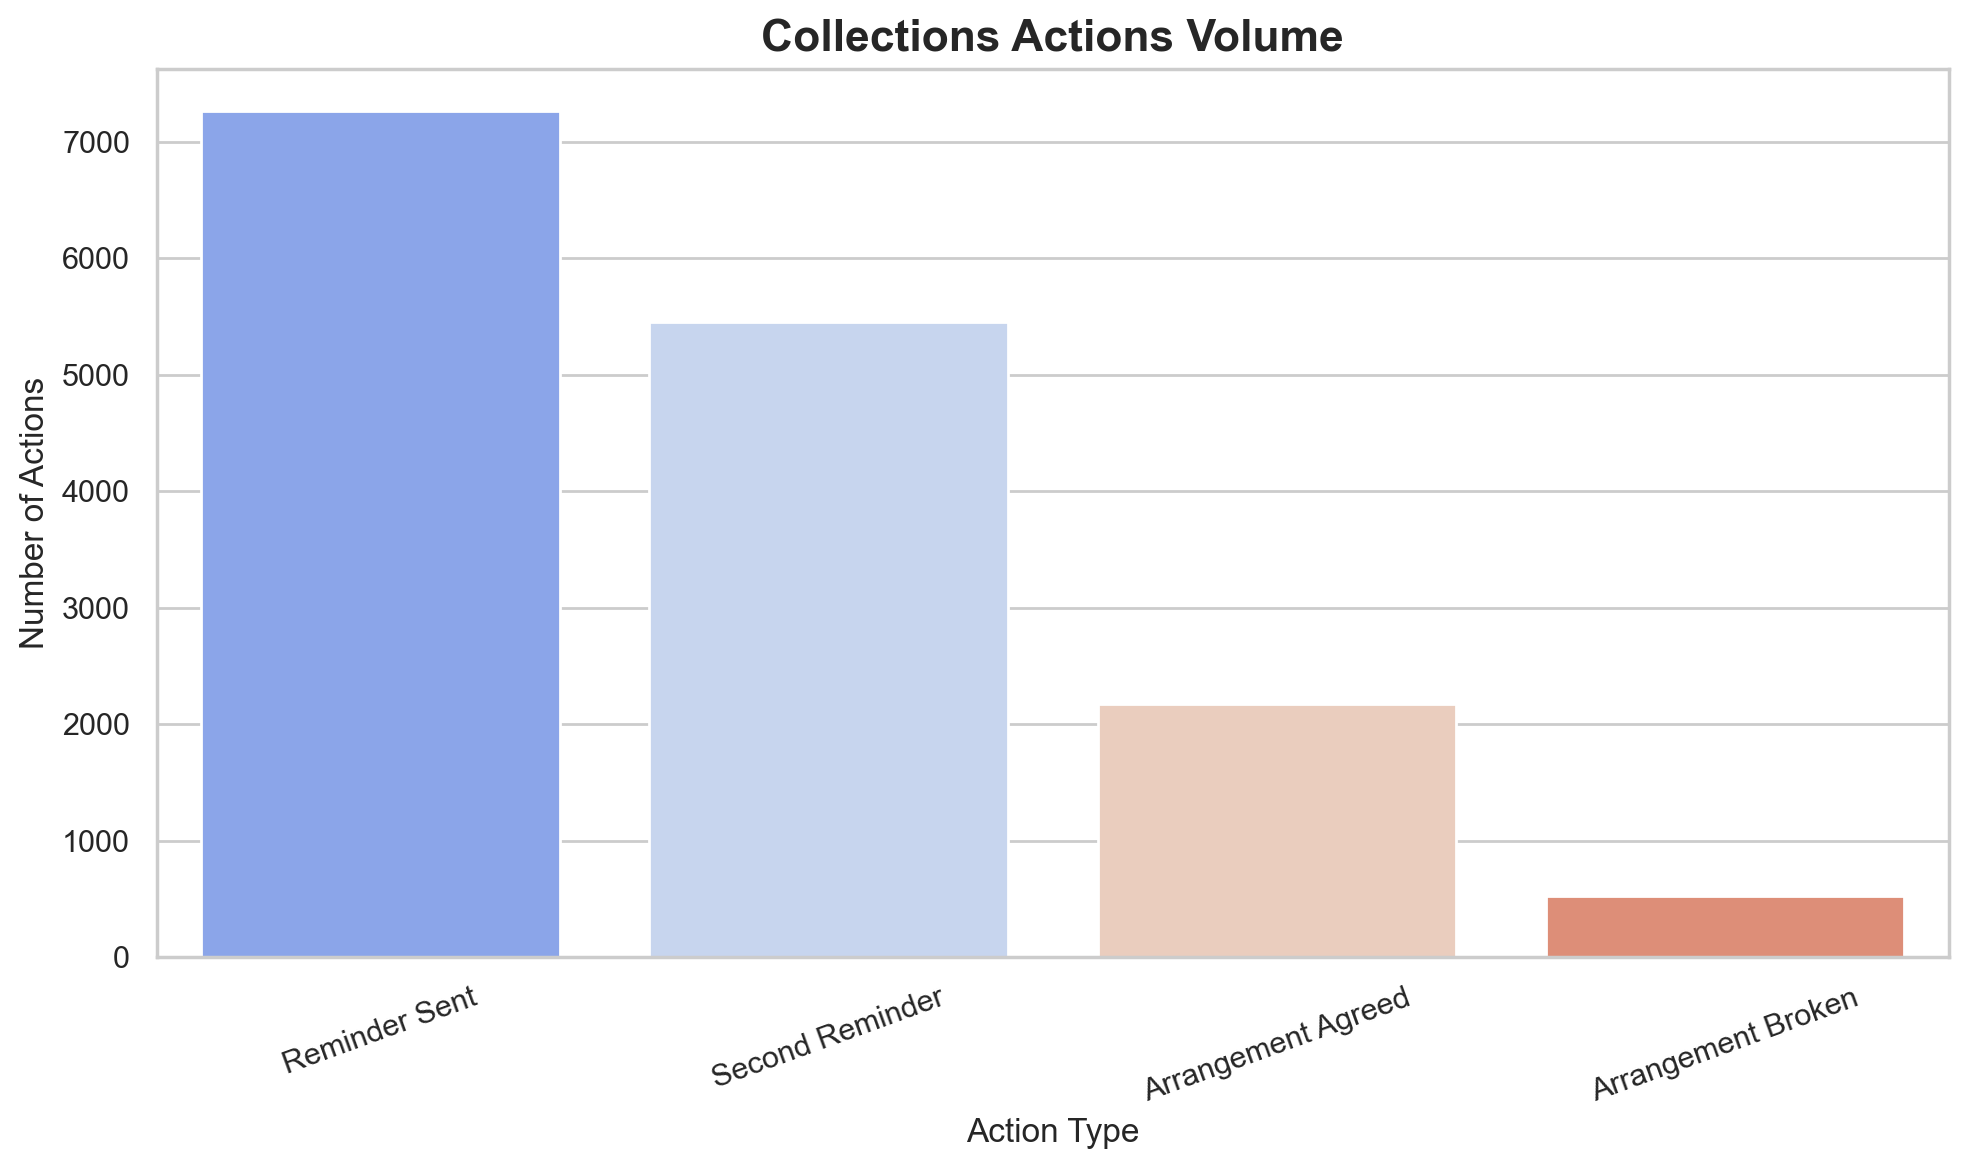 Collections Actions Volume
Number of Actions
7000
6000
5000
4000
3000
2000
1000
0
Reminder Sent
Second Reminder
Arrangement Agreed
Arrangement Broken
Action Type